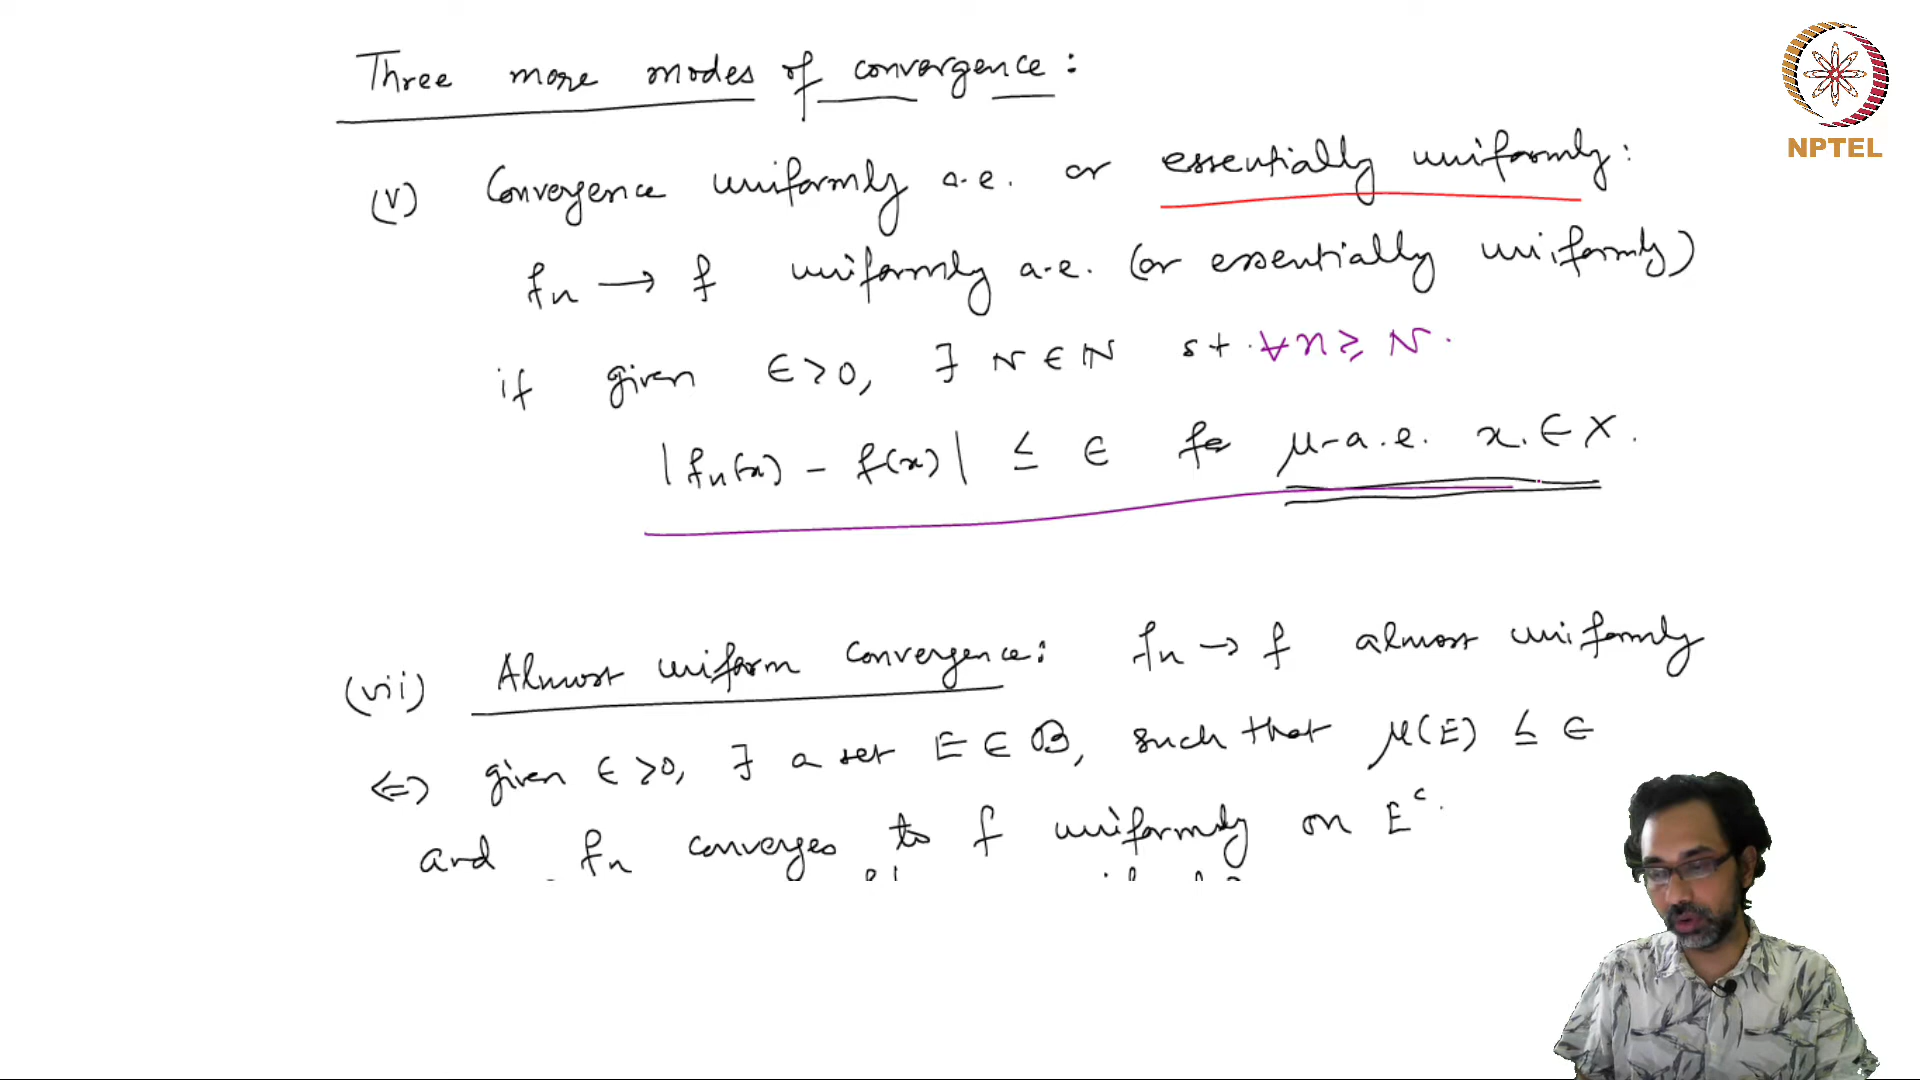 Three more modes of convergence:
NPTEL
(v) Convergence uniformly a.e. or essentially uniformly:
fn → f uniformly a.e. (or essentially uniformly)
if given ϵ>0, ∃ N ∈ ℕ st. ∀n ≥ N.
|fn(x) - f(x)| ≤ ϵ for μ-a.e. x ∈ X.
(vii) Almost uniform convergence: fn → f almost uniformly
⇔ given ϵ>0, ∃ a set E ∈ 𝓑, such that μ(E) ≤ ϵ
and fn converges to f uniformly on E^c.